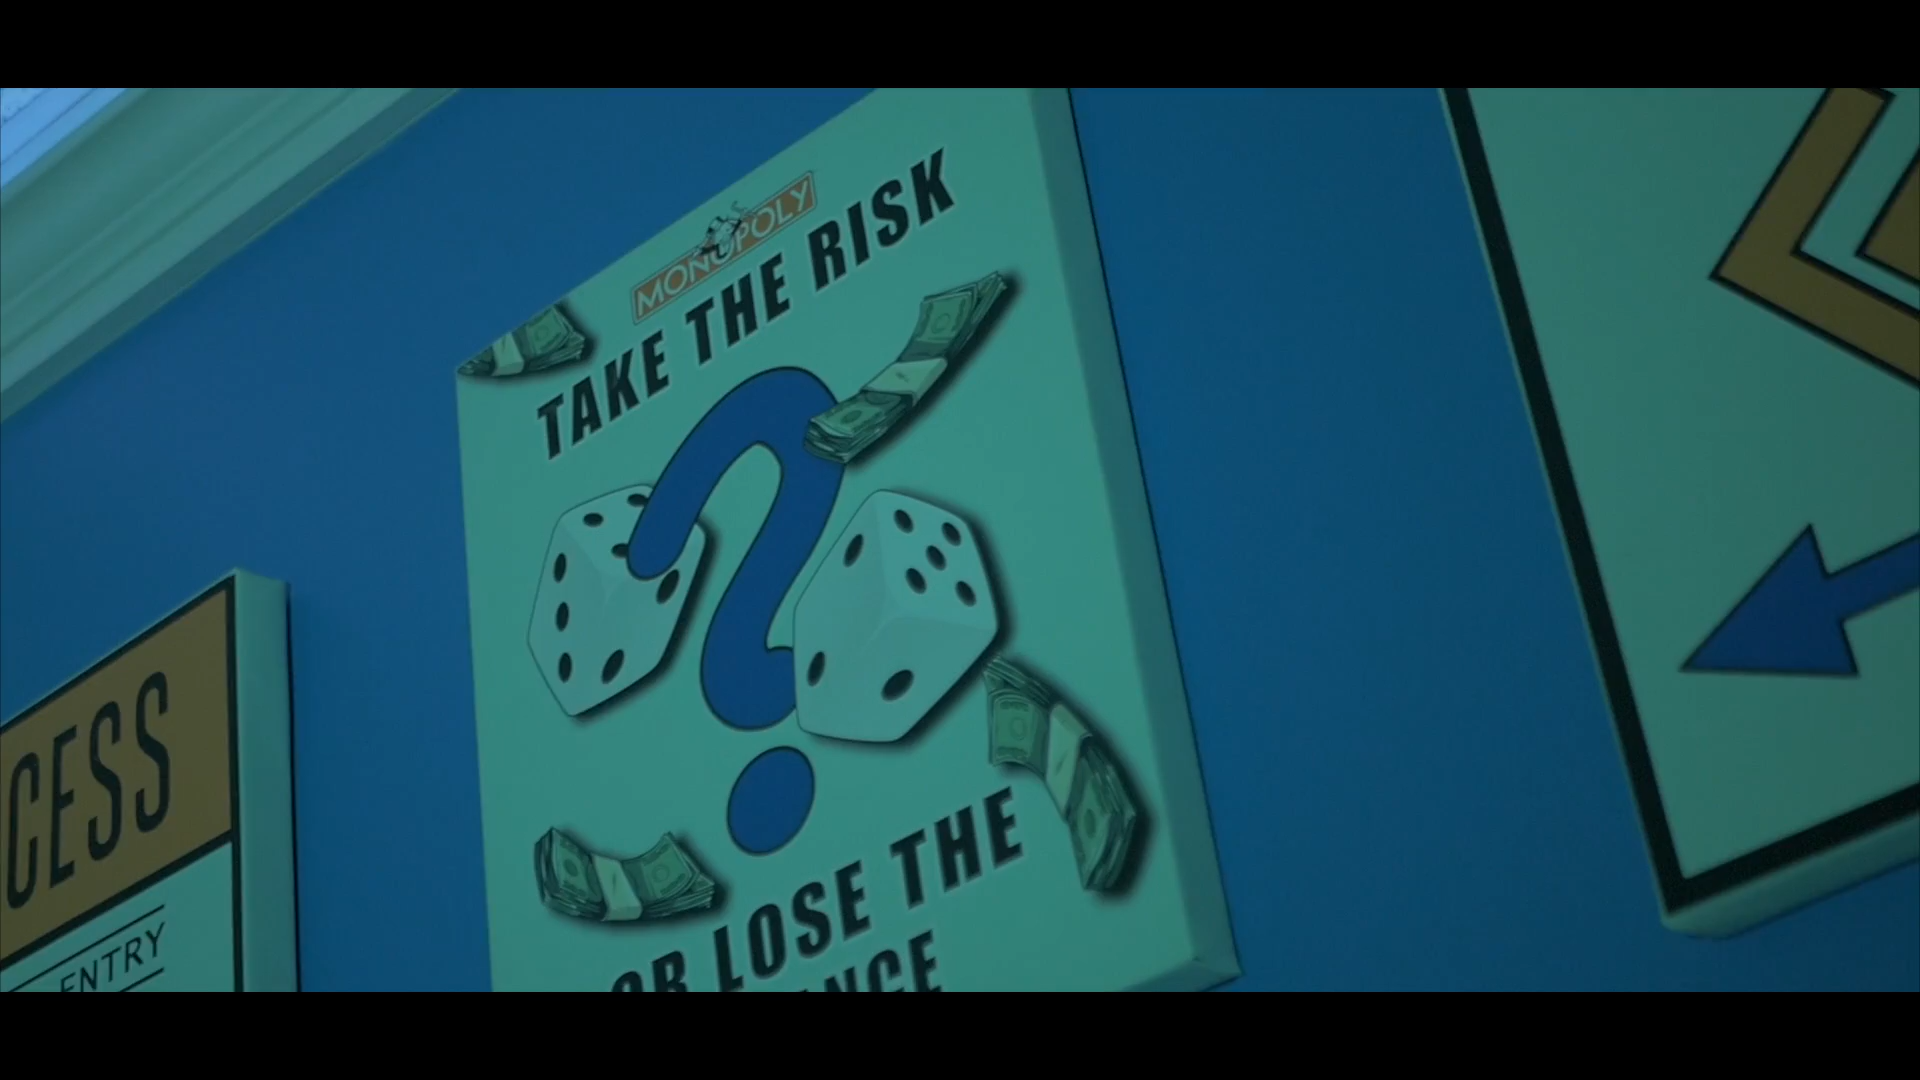 MONOPOLY
TAKE THE RISK
OR LOSE THE
CESS
ENTRY